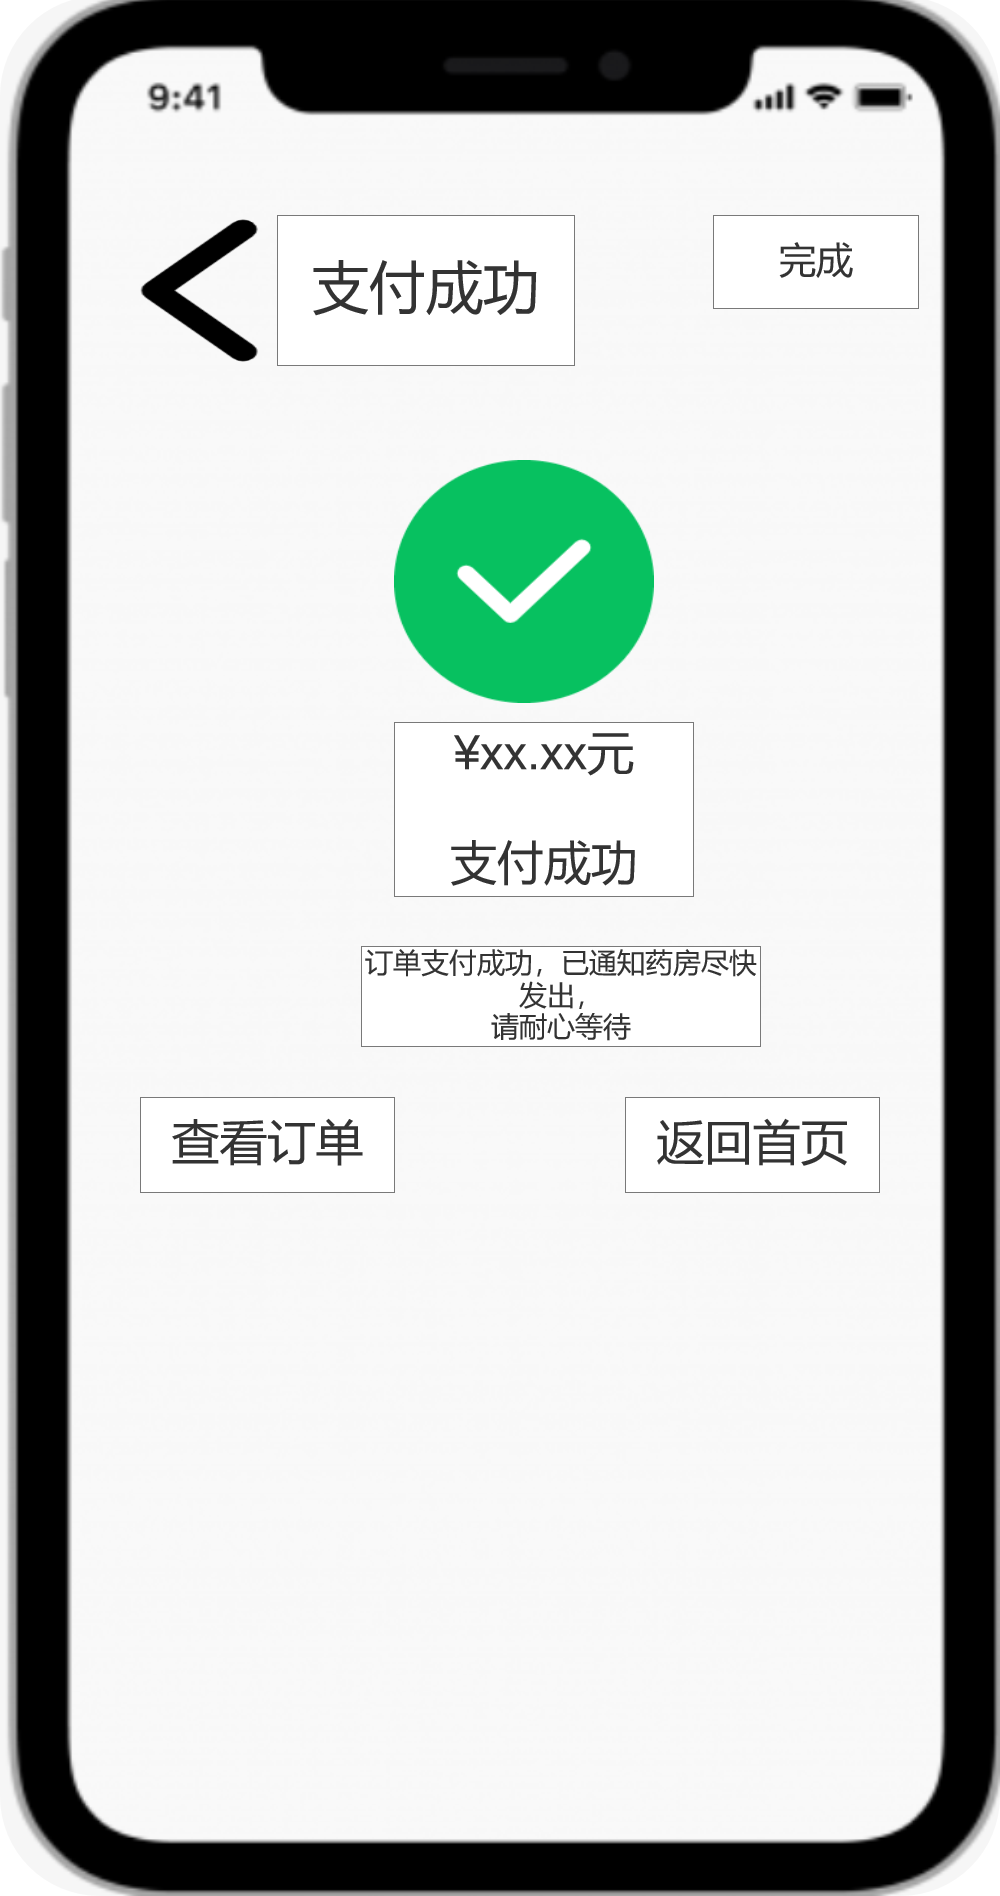 9:41
支付成功
完成
¥xx.xx元
支付成功
订单支付成功，已通知药房尽快
发出，
请耐心等待
查看订单
返回首页